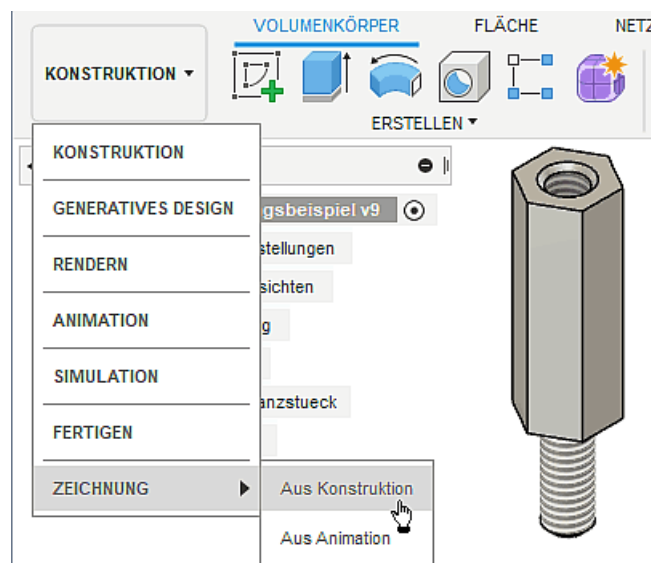 VOLUMENKÖRPER FLÄCHE NETZ
KONSTRUKTION
ERSTELLEN
KONSTRUKTION
GENERATIVES DESIGN
gsbeispiel v9
stellungen
RENDERN
sichten
ANIMATION
g
SIMULATION
anzstueck
FERTIGEN
ZEICHNUNG
Aus Konstruktion
Aus Animation